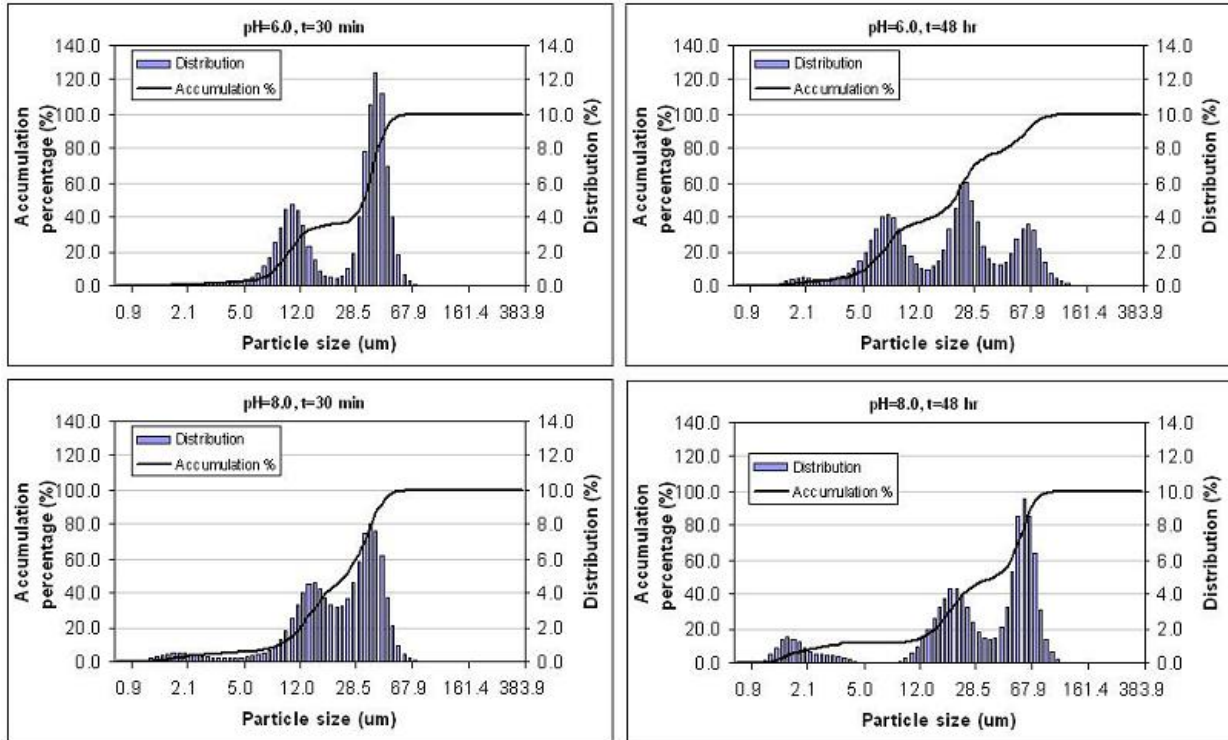 pH=6.0, t=30 min
140.0
120.0
100.0
80.0
60.0
40.0
20.0
0.0
14.0
12.0
10.0
8.0
6.0
4.0
2.0
0.0
Distribution
Accumulation %
Accumulation
percentage (%)
Distribution (%)
0.9 2.1 5.0 12.0 28.5 67.9 161.4 383.9
Particle size (um)
pH=6.0, t=48 hr
140.0
120.0
100.0
80.0
60.0
40.0
20.0
0.0
14.0
12.0
10.0
8.0
6.0
4.0
2.0
0.0
Distribution
Accumulation %
Accumulation
percentage (%)
Distribution (%)
0.9 2.1 5.0 12.0 28.5 67.9 161.4 383.9
Particle size (um)
pH=8.0, t=30 min
140.0
120.0
100.0
80.0
60.0
40.0
20.0
0.0
14.0
12.0
10.0
8.0
6.0
4.0
2.0
0.0
Distribution
Accumulation %
Accumulation
percentage (%)
Distribution (%)
0.9 2.1 5.0 12.0 28.5 67.9 161.4 383.9
Particle size (um)
pH=8.0, t=48 hr
140.0
120.0
100.0
80.0
60.0
40.0
20.0
0.0
14.0
12.0
10.0
8.0
6.0
4.0
2.0
0.0
Distribution
Accumulation %
Accumulation
percentage (%)
Distribution (%)
0.9 2.1 5.0 12.0 28.5 67.9 161.4 383.9
Particle size (um)